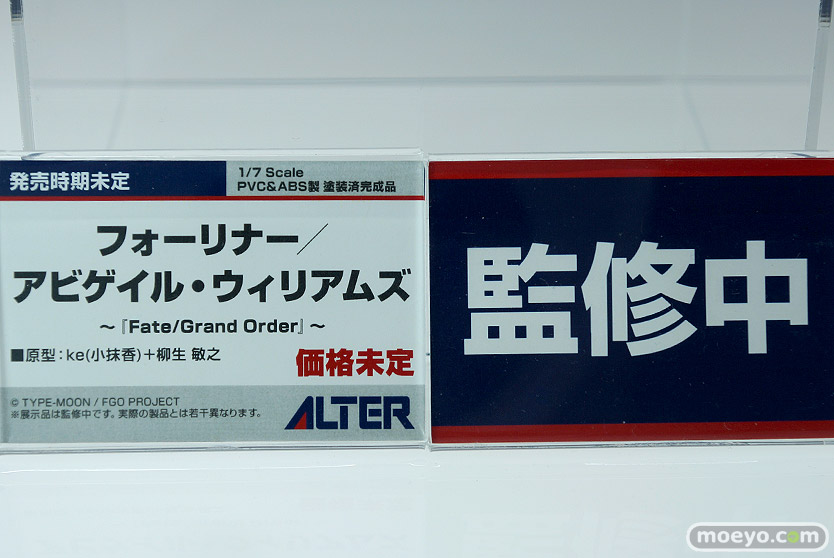 発売時期未定
1/7 Scale
PVC&ABS製 塗装済完成品
フォーリナー／
アビゲイル・ウィリアムズ
～『Fate/Grand Order』～
■原型：ke(小抹香)＋柳生 敏之
価格未定
© TYPE-MOON / FGO PROJECT
※展示品は監修中です。実際の製品とは若干異なります。
ALTER
監修中
moeyo.com